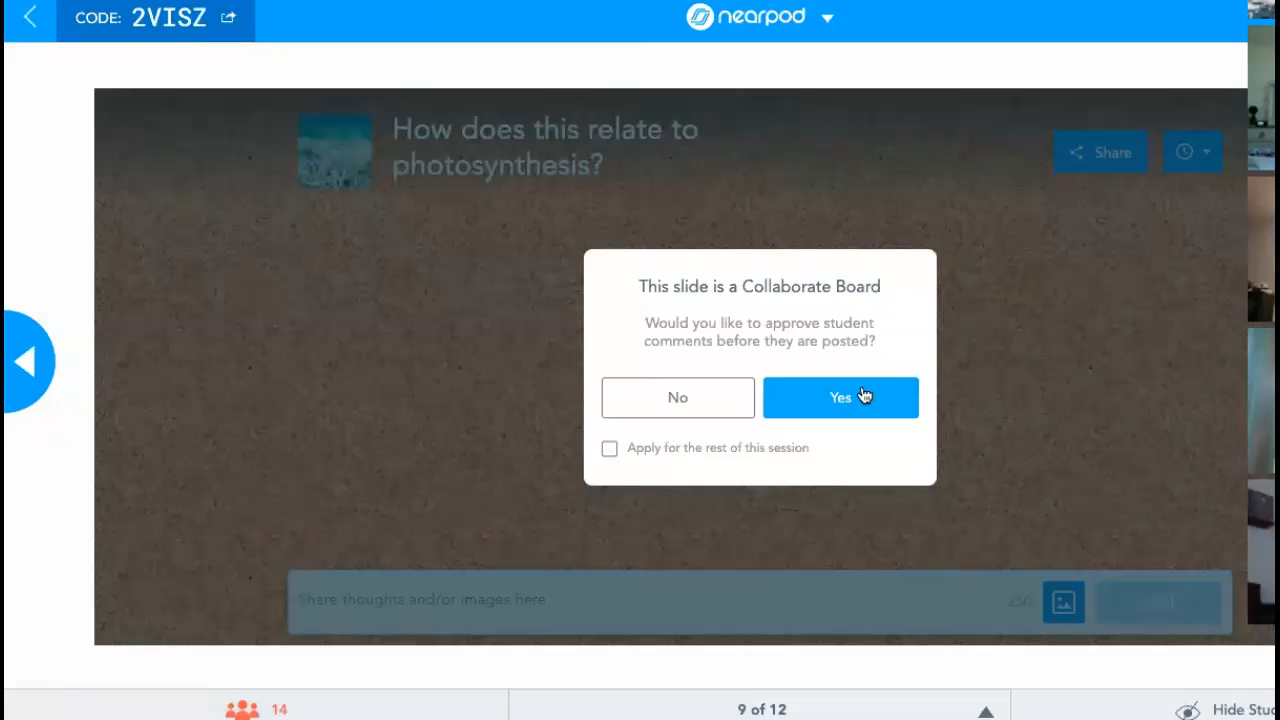 CODE: 2VISZ
nearpod
How does this relate to
photosynthesis?
Share
This slide is a Collaborate Board
Would you like to approve student
comments before they are posted?
No
Yes
Apply for the rest of this session
Share thoughts and/or images here
250
14
9 of 12
Hide Stud